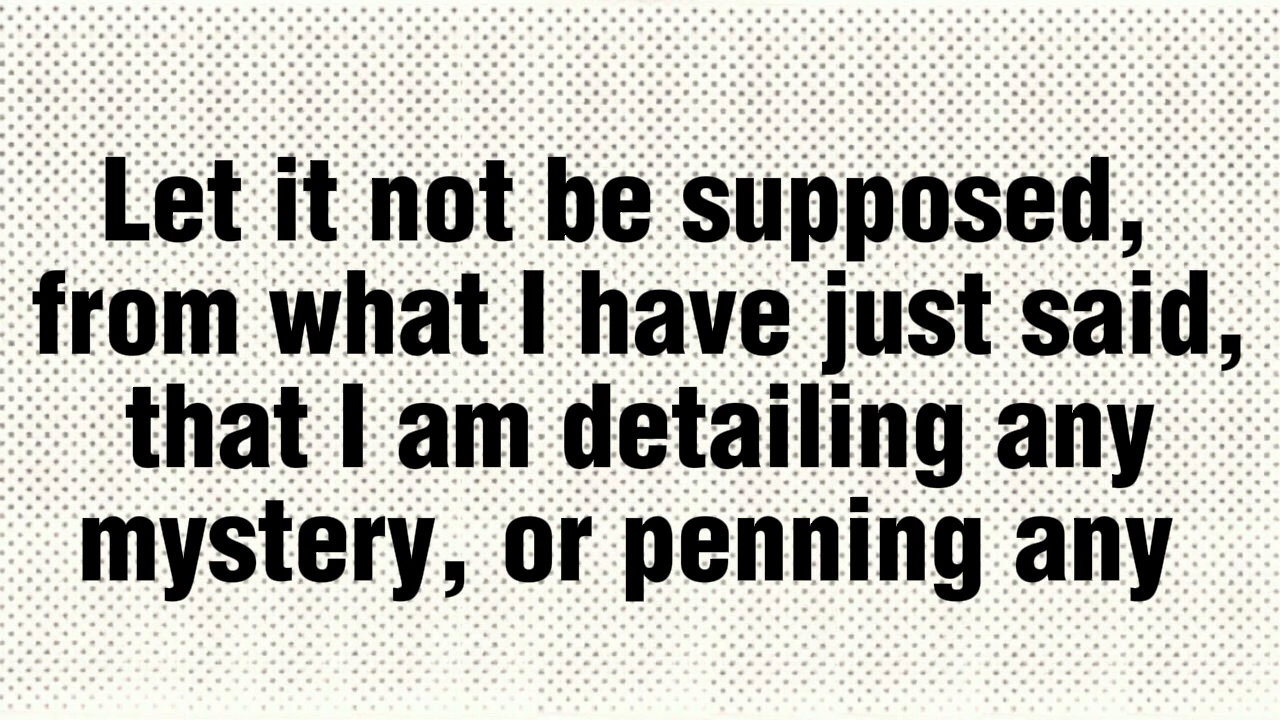 Let it not be supposed,
from what I have just said,
that I am detailing any
mystery, or penning any